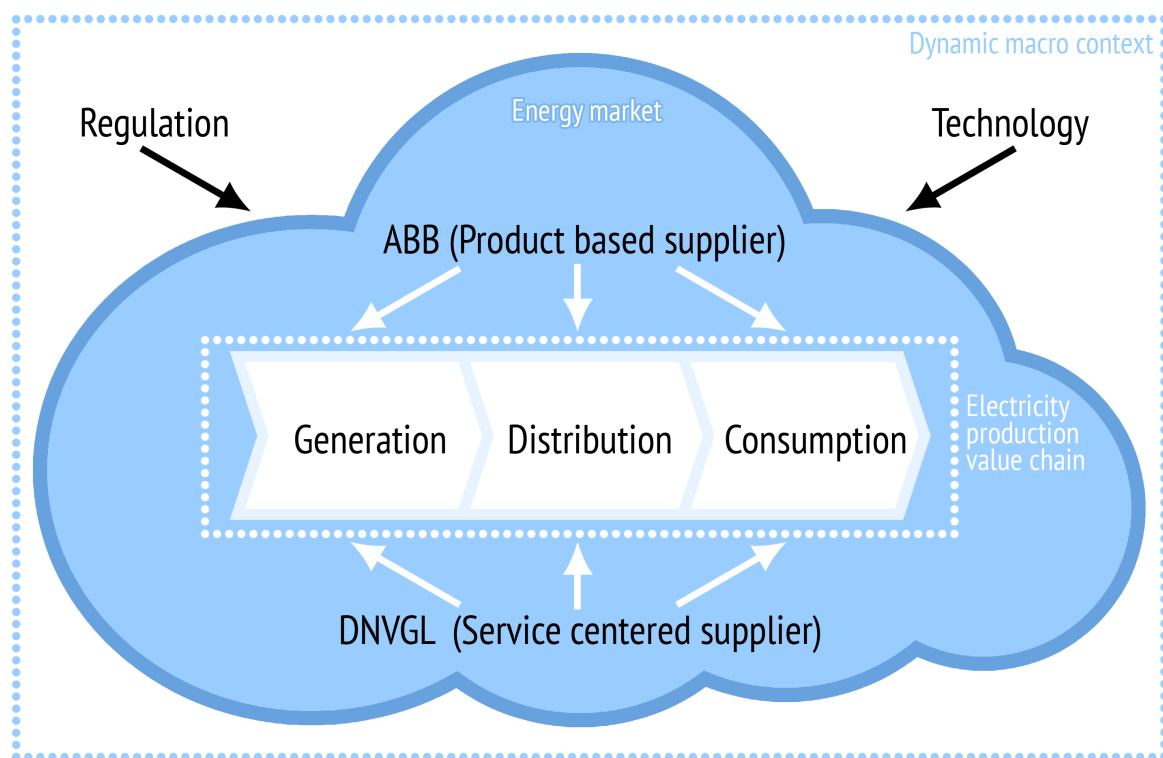 Dynamic macro context
Energy market
Regulation
Technology
ABB (Product based supplier)
Generation
Distribution
Consumption
Electricity
production
value chain
DNVGL  (Service centered supplier)